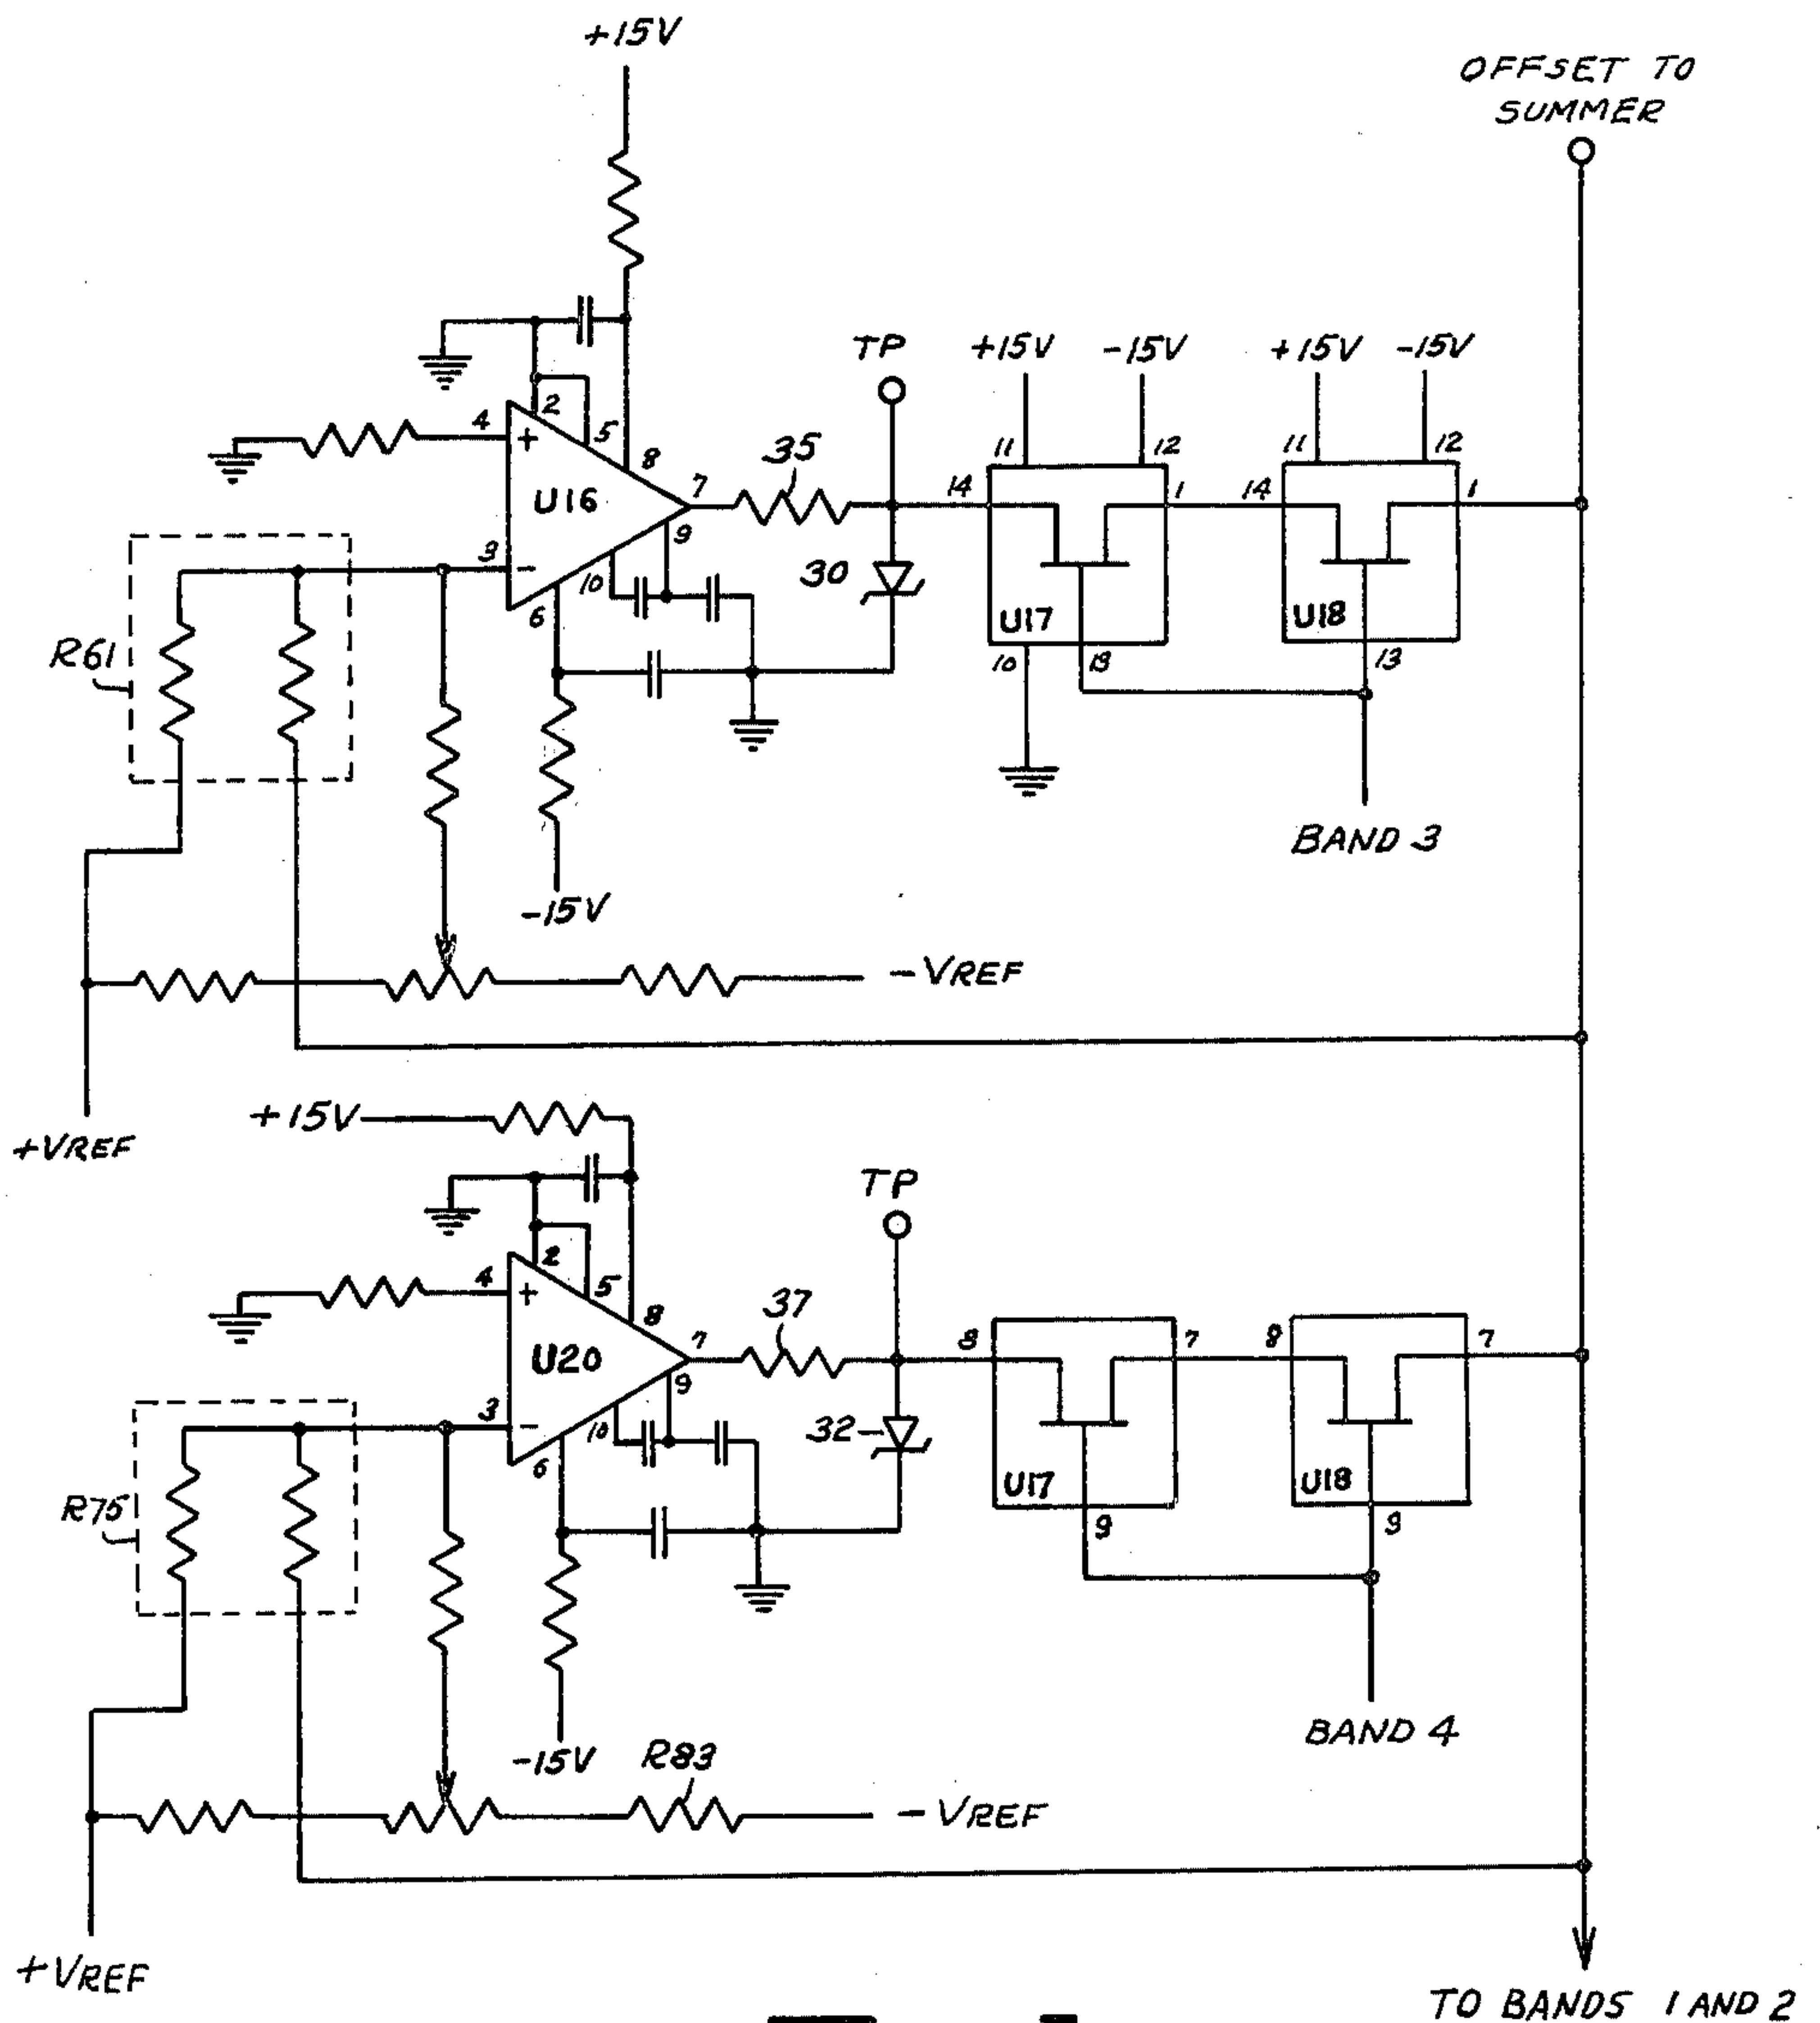 +15V
OFFSET TO
SUMMER
TP
+15V
-15V
+15V
-15V
4
+
2
5
8
U16
7
35
14
11
12
1
14
11
12
1
3
-
10
9
6
30
U17
U18
R61
10
13
13
BAND 3
-15V
-VREF
+VREF
+15V
TP
4
+
2
5
8
U20
7
37
8
7
8
7
3
-
10
9
6
32
U17
U18
R75
9
9
BAND 4
-15V
R83
-VREF
+VREF
TO BANDS 1 AND 2